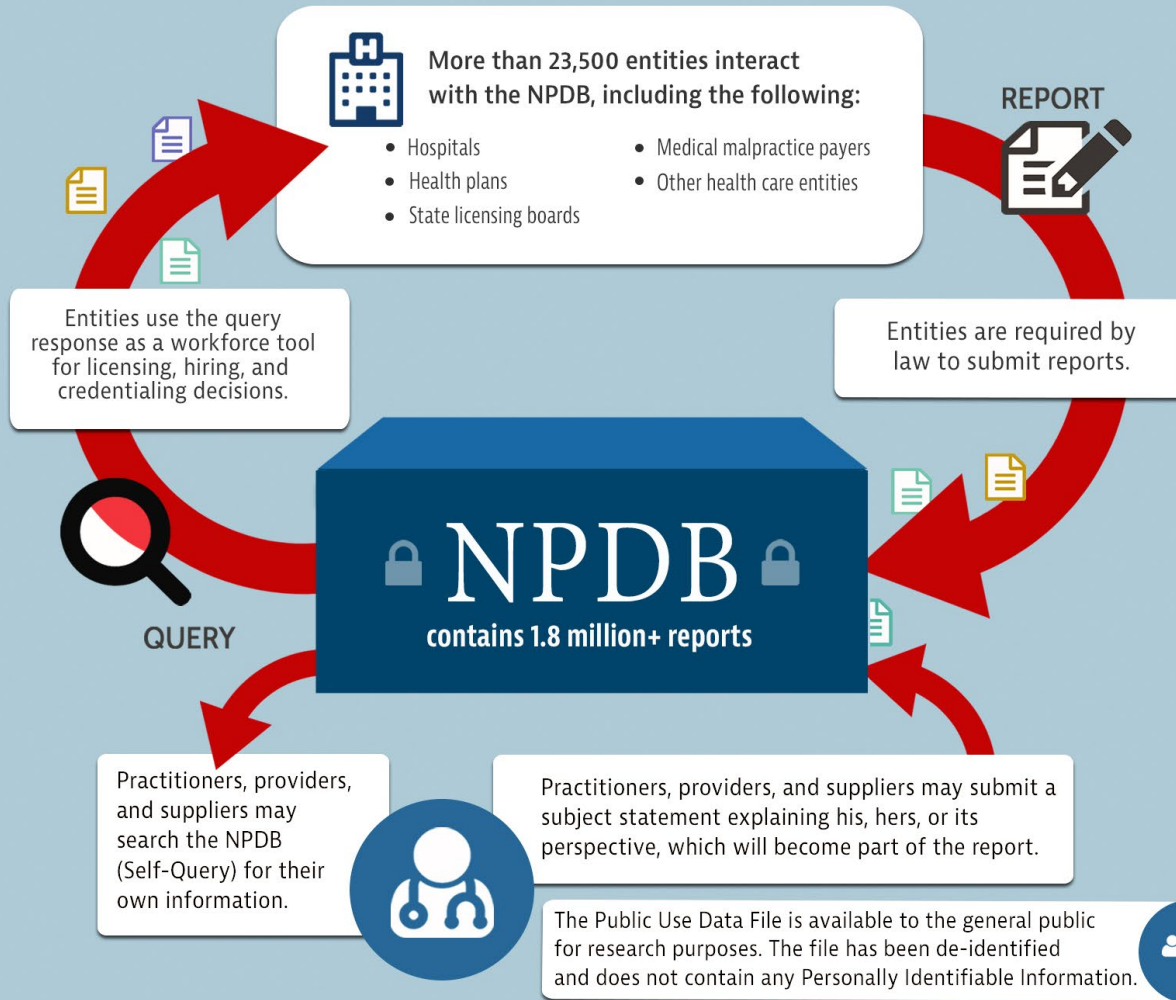 More than 23,500 entities interact
with the NPDB, including the following:
• Hospitals
• Health plans
• State licensing boards
• Medical malpractice payers
• Other health care entities
REPORT
Entities are required by
law to submit reports.
Entities use the query
response as a workforce tool
for licensing, hiring, and
credentialing decisions.
NPDB
contains 1.8 million+ reports
QUERY
Practitioners, providers,
and suppliers may
search the NPDB
(Self-Query) for their
own information.
Practitioners, providers, and suppliers may submit a
subject statement explaining his, hers, or its
perspective, which will become part of the report.
The Public Use Data File is available to the general public
for research purposes. The file has been de-identified
and does not contain any Personally Identifiable Information.